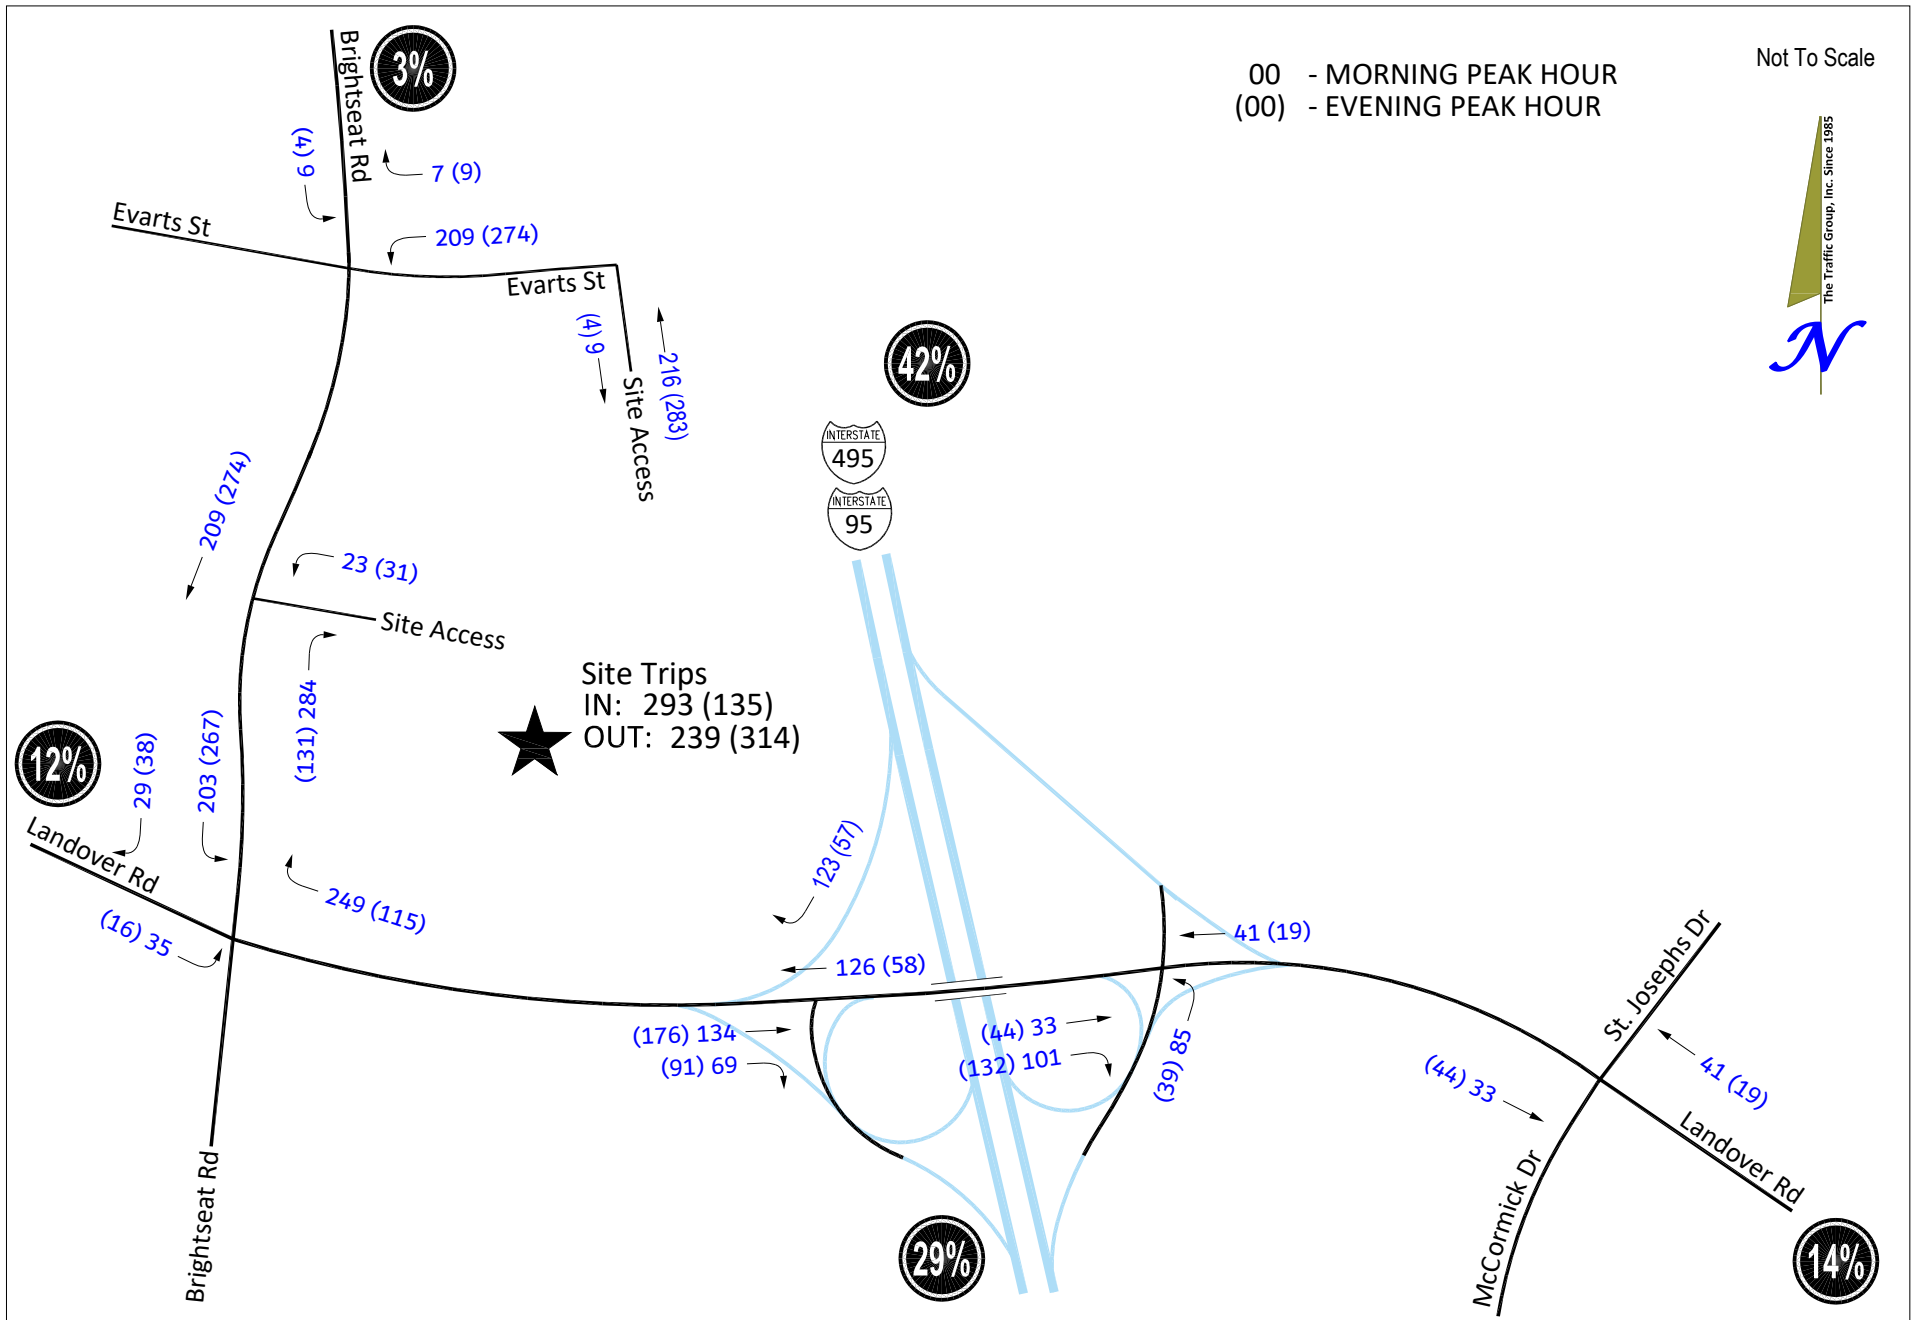 Brightseat Rd
3%
00 - MORNING PEAK HOUR
(00) - EVENING PEAK HOUR
Not To Scale
The Traffic Group, Inc. Since 1985
N
(4) 9
7 (9)
Evarts St
209 (274)
Evarts St
(4) 9
216 (283)
Site Access
42%
INTERSTATE
495
INTERSTATE
95
209 (274)
23 (31)
Site Access
(131) 284
Site Trips
IN: 293 (135)
OUT: 239 (314)
12%
29 (38)
203 (267)
Landover Rd
(16) 35
249 (115)
123 (57)
126 (58)
41 (19)
(176) 134
(91) 69
(44) 33
(132) 101
(39) 85
St. Josephs Dr
(44) 33
41 (19)
Landover Rd
McCormick Dr
Brightseat Rd
29%
14%